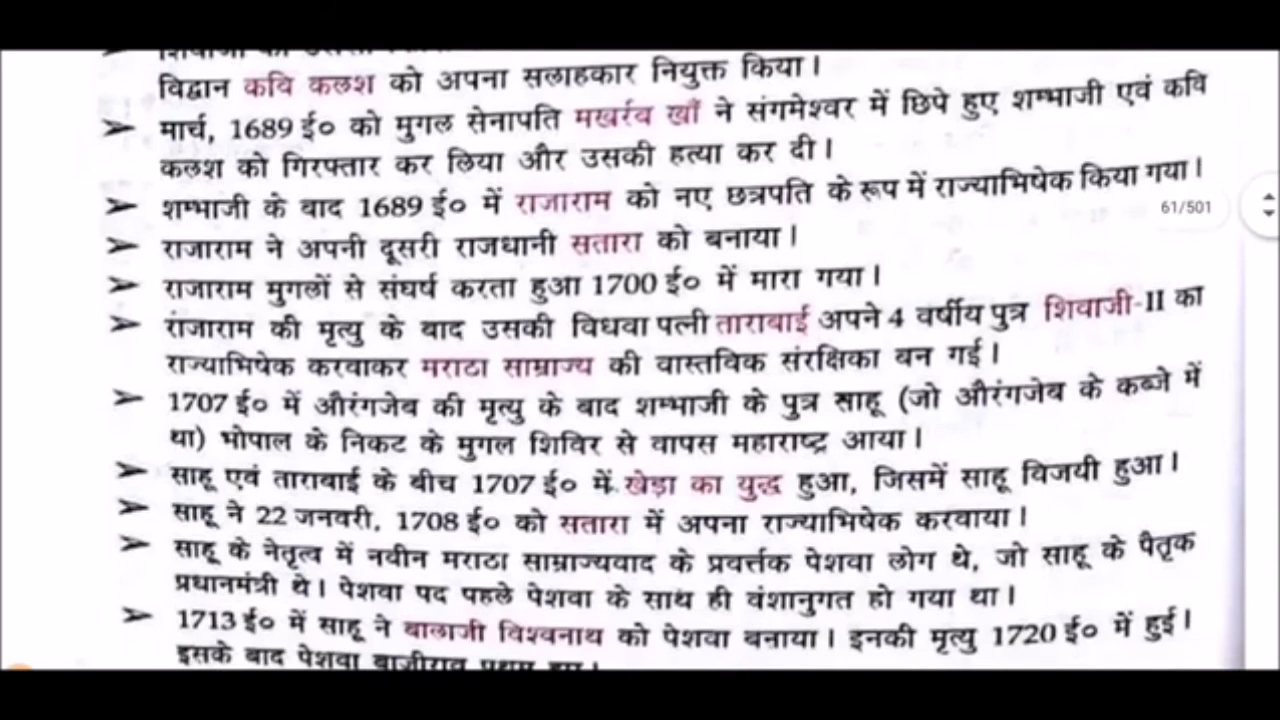 विद्वान कवि कलश को अपना सलाहकार नियुक्त किया।
➤ मार्च, 1689 ई० को मुगल सेनापति मखर्रब खाँ ने संगमेश्वर में छिपे हुए शम्भाजी एवं कवि
कलश को गिरफ्तार कर लिया और उसकी हत्या कर दी।
➤ शम्भाजी के बाद 1689 ई० में राजाराम को नए छत्रपति के रूप में राज्याभिषेक किया गया।
61/501
➤ राजाराम ने अपनी दूसरी राजधानी सतारा को बनाया।
➤ राजाराम मुगलों से संघर्ष करता हुआ 1700 ई० में मारा गया।
➤ राजाराम की मृत्यु के बाद उसकी विधवा पत्नी ताराबाई अपने 4 वर्षीय पुत्र शिवाजी-II का
राज्याभिषेक करवाकर मराठा साम्राज्य की वास्तविक संरक्षिका बन गई।
➤ 1707 ई० में औरंगजेब की मृत्यु के बाद शम्भाजी के पुत्र साहू (जो औरंगजेब के कब्जे में
था) भोपाल के निकट के मुगल शिविर से वापस महाराष्ट्र आया।
➤ साहू एवं ताराबाई के बीच 1707 ई० में खेड़ा का युद्ध हुआ, जिसमें साहू विजयी हुआ।
➤ साहू ने 22 जनवरी, 1708 ई० को सतारा में अपना राज्याभिषेक करवाया।
➤ साहू के नेतृत्व में नवीन मराठा साम्राज्यवाद के प्रवर्त्तक पेशवा लोग थे, जो साहू के पैतृक
प्रधानमंत्री थे। पेशवा पद पहले पेशवा के साथ ही वंशानुगत हो गया था।
➤ 1713 ई० में साहू ने बालाजी विश्वनाथ को पेशवा बनाया। इनकी मृत्यु 1720 ई० में हुई।
इसके बाद पेशवा बाजीराव प्रथम हुए।